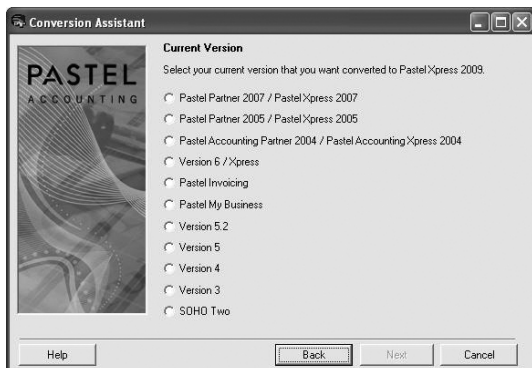 Conversion Assistant
PASTEL
ACCOUNTING
Current Version
Select your current version that you want converted to Pastel Xpress 2009.
Pastel Partner 2007 / Pastel Xpress 2007
Pastel Partner 2005 / Pastel Xpress 2005
Pastel Accounting Partner 2004 / Pastel Accounting Xpress 2004
Version 6 / Xpress
Pastel Invoicing
Pastel My Business
Version 5.2
Version 5
Version 4
Version 3
SOHO Two
Help
Back
Next
Cancel